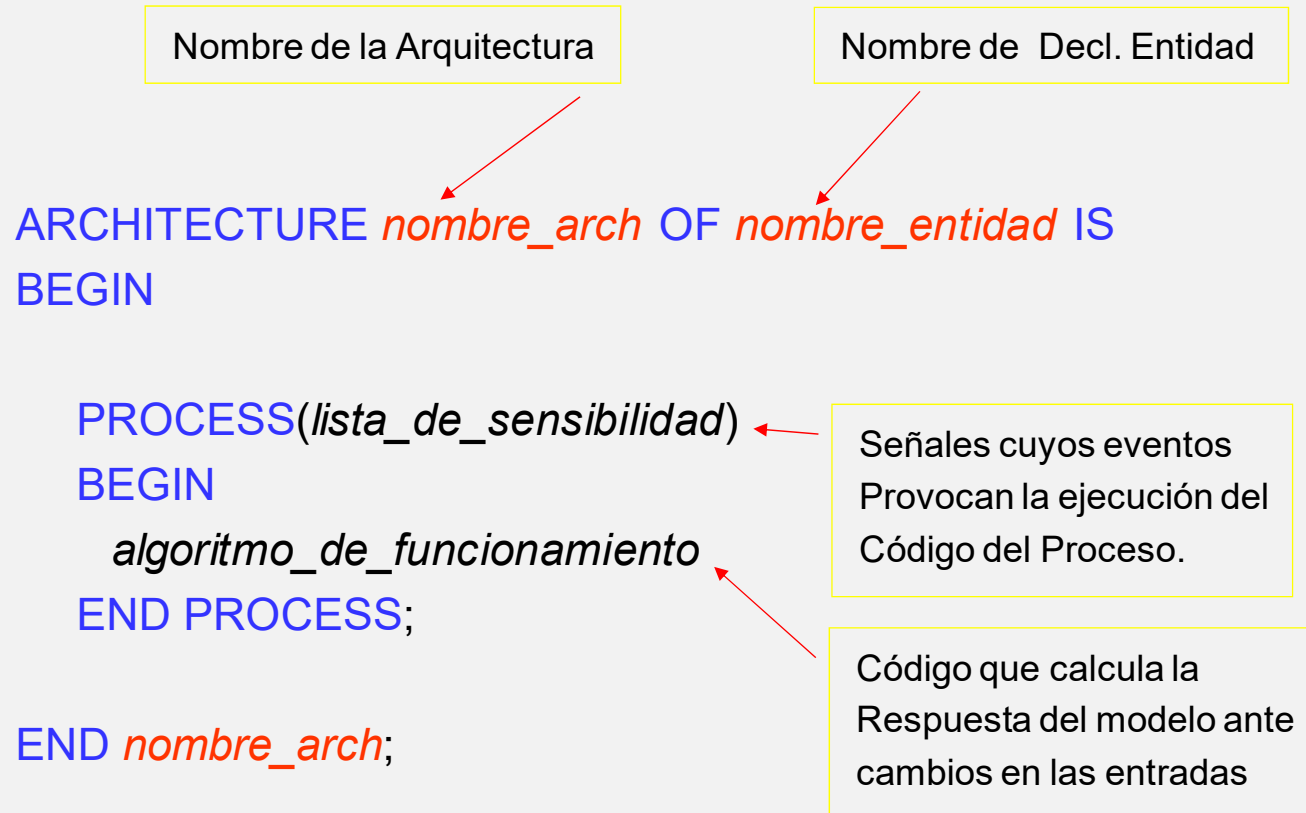 Nombre de la Arquitectura
Nombre de Decl. Entidad
ARCHITECTURE nombre_arch OF nombre_entidad IS
BEGIN
PROCESS(lista_de_sensibilidad)
BEGIN
algoritmo_de_funcionamiento
END PROCESS;
END nombre_arch;
Señales cuyos eventos
Provocan la ejecución del
Código del Proceso.
Código que calcula la
Respuesta del modelo ante
cambios en las entradas